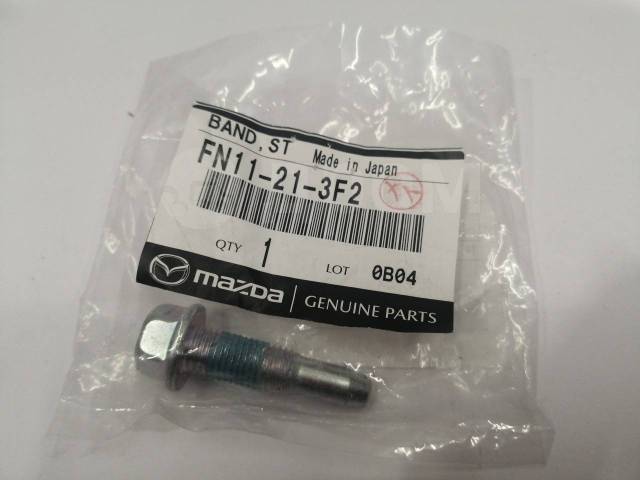 BAND, ST Made in Japan
FN11-21-3F2
QTY 1 LOT 0B04
mazda GENUINE PARTS